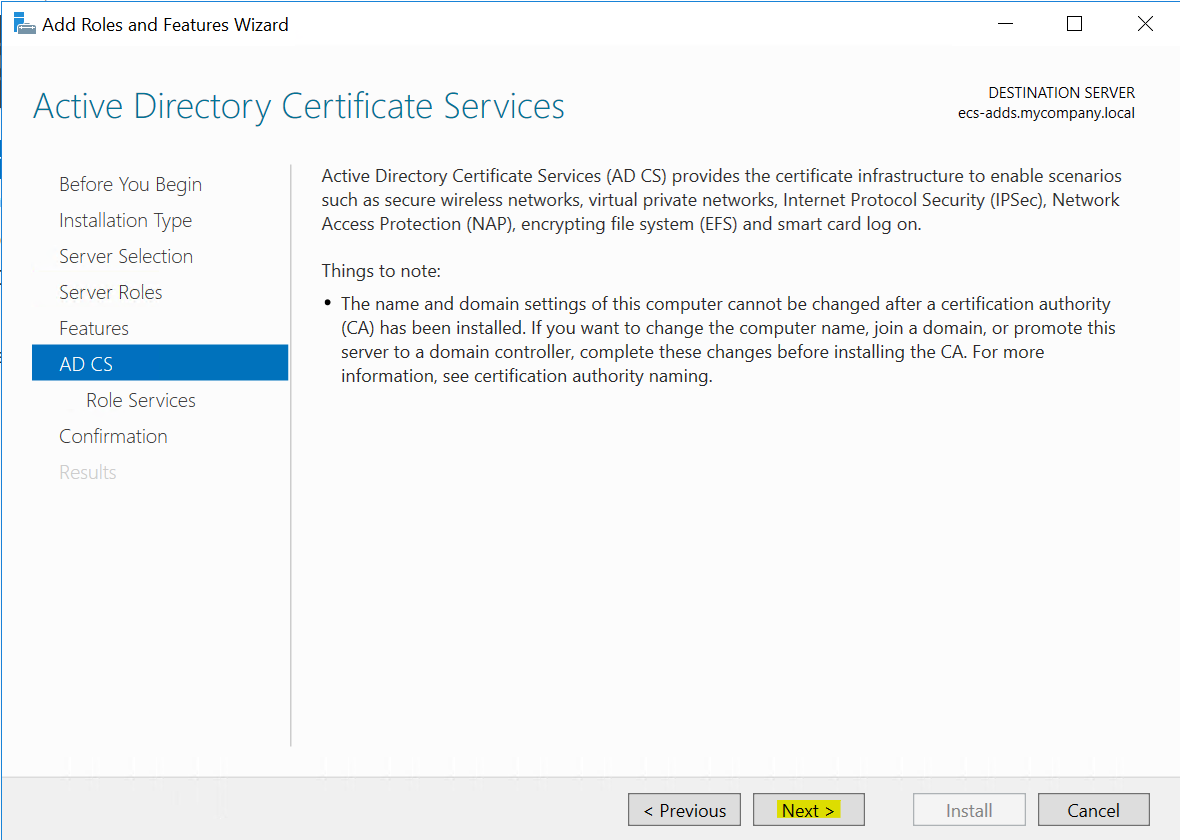 Add Roles and Features Wizard
Active Directory Certificate Services
DESTINATION SERVER
ecs-adds.mycompany.local
Before You Begin
Installation Type
Server Selection
Server Roles
Features
AD CS
Role Services
Confirmation
Results
Active Directory Certificate Services (AD CS) provides the certificate infrastructure to enable scenarios
such as secure wireless networks, virtual private networks, Internet Protocol Security (IPSec), Network
Access Protection (NAP), encrypting file system (EFS) and smart card log on.
Things to note:
• The name and domain settings of this computer cannot be changed after a certification authority
(CA) has been installed. If you want to change the computer name, join a domain, or promote this
server to a domain controller, complete these changes before installing the CA. For more
information, see certification authority naming.
< Previous
Next >
Install
Cancel